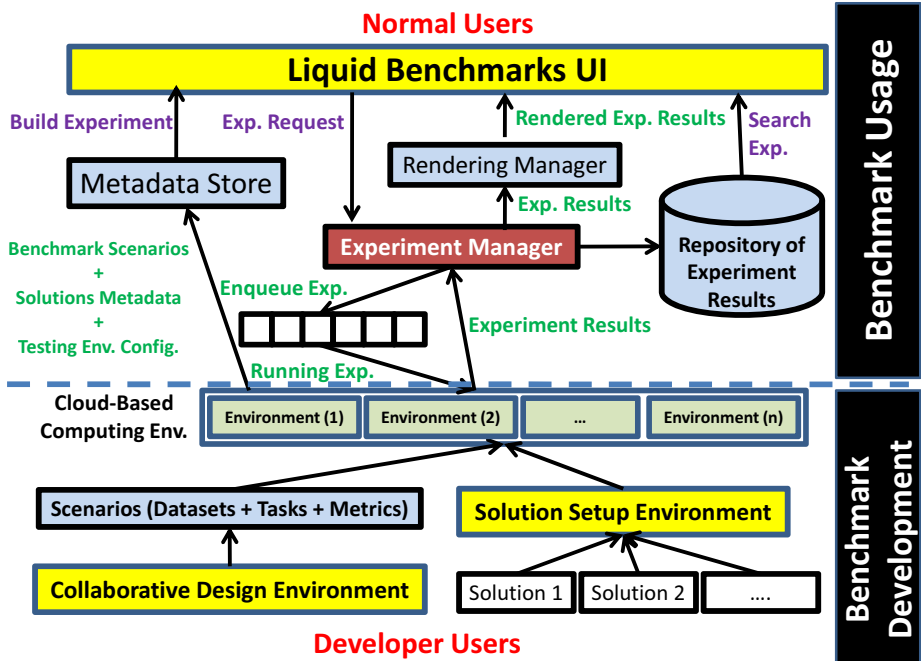 Normal Users
Liquid Benchmarks UI
Build Experiment
Exp. Request
Rendered Exp. Results
Search
Exp.
Metadata Store
Rendering Manager
Exp. Results
Benchmark Scenarios
+
Solutions Metadata
+
Testing Env. Config.
Experiment Manager
Repository of
Experiment
Results
Enqueue Exp.
Experiment Results
Running Exp.
Benchmark Usage
Cloud-Based
Computing Env.
Environment (1)
Environment (2)
...
Environment (n)
Scenarios (Datasets + Tasks + Metrics)
Solution Setup Environment
Collaborative Design Environment
Solution 1
Solution 2
....
Developer Users
Benchmark
Development